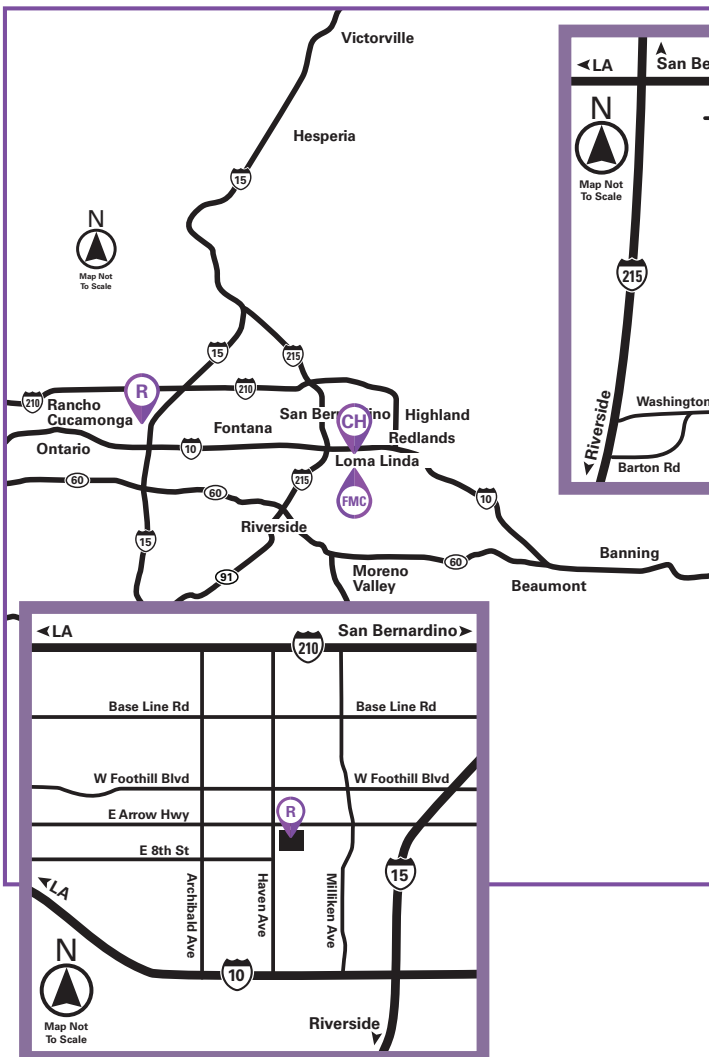 Victorville
Hesperia
15
N
Map Not
To Scale
15
215
210
210
R
Rancho
Cucamonga
Fontana
San Bernardino
CH
Highland
Redlands
Ontario
10
Loma Linda
60
60
215
FMC
10
Riverside
15
91
Moreno
Valley
60
Banning
Beaumont
LA
San Be
N
Map Not
To Scale
215
Washington
Riverside
Barton Rd
LA
San Bernardino
210
Base Line Rd
Base Line Rd
W Foothill Blvd
W Foothill Blvd
E Arrow Hwy
R
E 8th St
Archibald Ave
Haven Ave
Milliken Ave
15
LA
10
N
Map Not
To Scale
Riverside